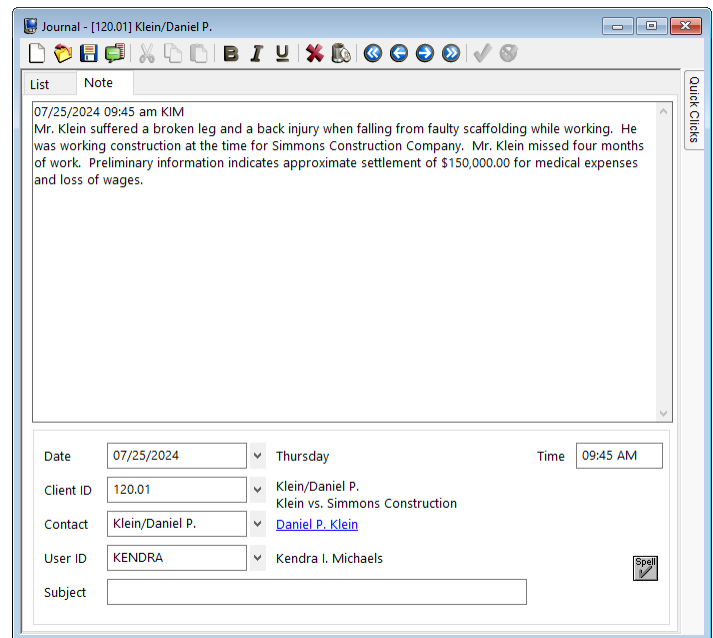 Journal - [120.01] Klein/Daniel P.
B I U
List Note
Quick Clicks
07/25/2024 09:45 am KIM
Mr. Klein suffered a broken leg and a back injury when falling from faulty scaffolding while working.  He
was working construction at the time for Simmons Construction Company.  Mr. Klein missed four months
of work.  Preliminary information indicates approximate settlement of $150,000.00 for medical expenses
and loss of wages.
Date 07/25/2024 Thursday Time 09:45 AM
Client ID 120.01 Klein/Daniel P.
Klein vs. Simmons Construction
Contact Klein/Daniel P. Daniel P. Klein
User ID KENDRA Kendra I. Michaels
Spell
Subject